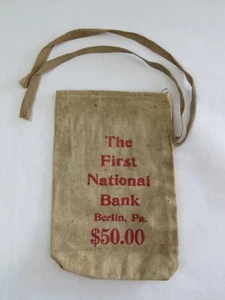 The
First
National
Bank
Berlin, Pa.
$50.00